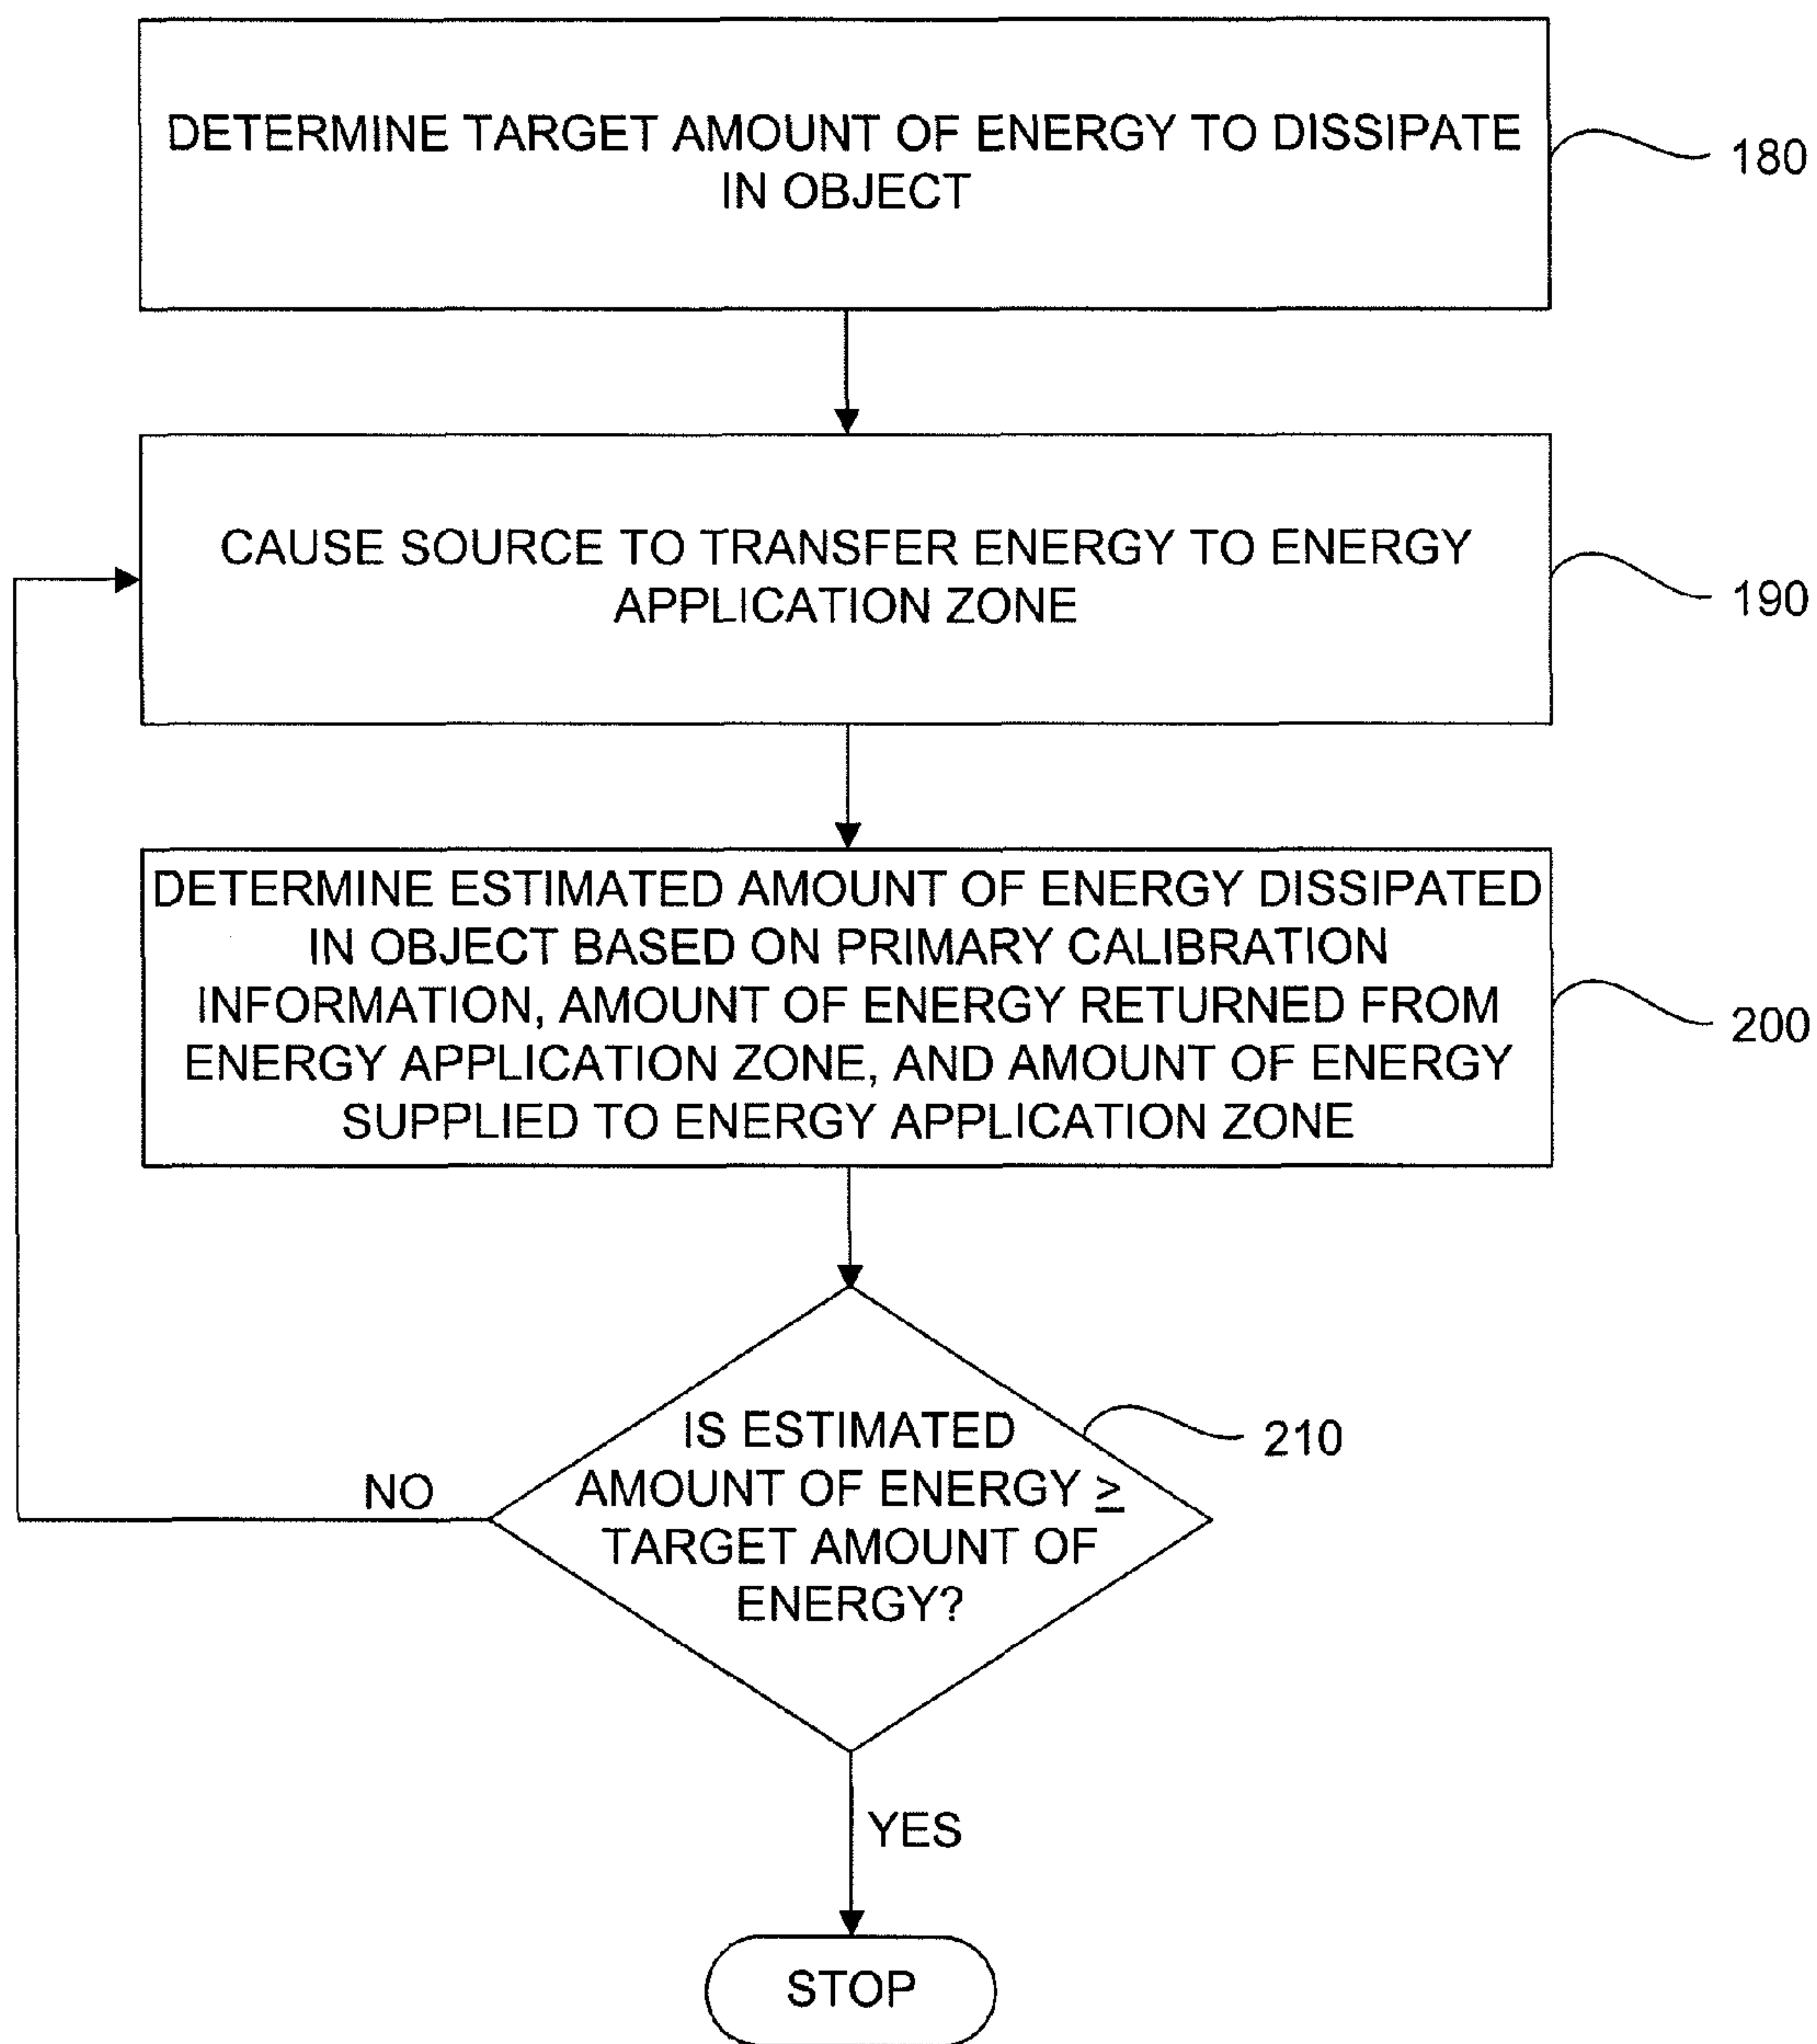 DETERMINE TARGET AMOUNT OF ENERGY TO DISSIPATE
IN OBJECT
180
CAUSE SOURCE TO TRANSFER ENERGY TO ENERGY
APPLICATION ZONE
190
DETERMINE ESTIMATED AMOUNT OF ENERGY DISSIPATED
IN OBJECT BASED ON PRIMARY CALIBRATION
INFORMATION, AMOUNT OF ENERGY RETURNED FROM
ENERGY APPLICATION ZONE, AND AMOUNT OF ENERGY
SUPPLIED TO ENERGY APPLICATION ZONE
200
IS ESTIMATED
AMOUNT OF ENERGY ≥
TARGET AMOUNT OF
ENERGY?
210
NO
YES
STOP